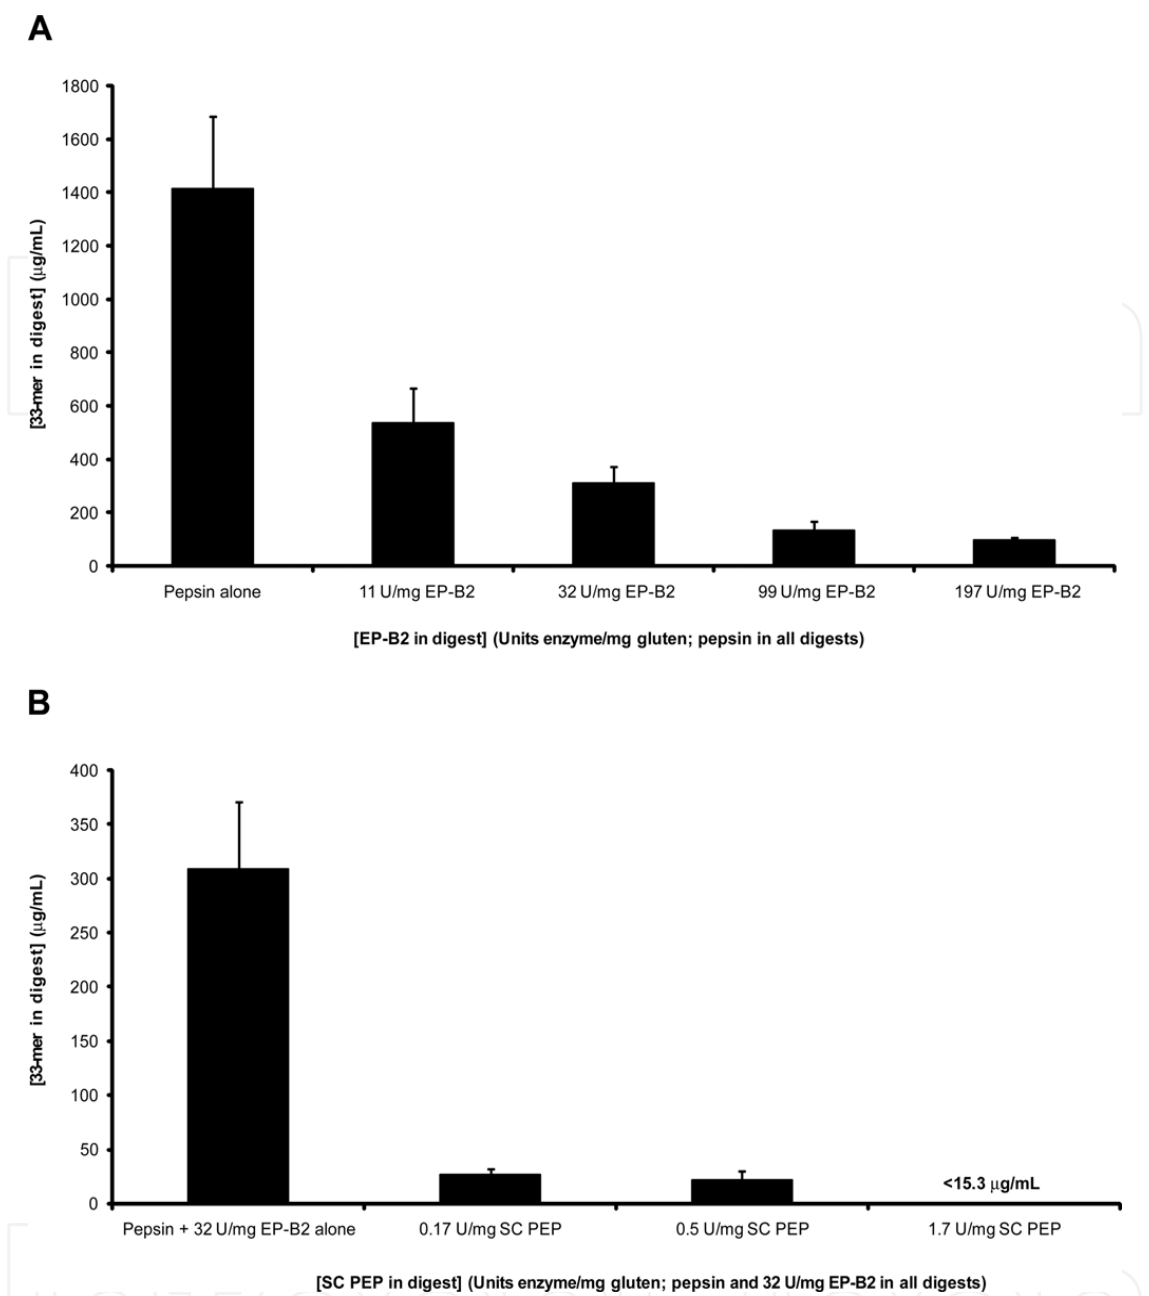 A
1800
1600
1400
1200
1000
800
600
400
200
0
[33-mer in digest] (μg/mL)
Pepsin alone
11 U/mg EP-B2
32 U/mg EP-B2
99 U/mg EP-B2
197 U/mg EP-B2
[EP-B2 in digest] (Units enzyme/mg gluten; pepsin in all digests)
B
400
350
300
250
200
150
100
50
0
[33-mer in digest] (μg/mL)
<15.3 μg/mL
Pepsin + 32 U/mg EP-B2 alone
0.17 U/mg SC PEP
0.5 U/mg SC PEP
1.7 U/mg SC PEP
[SC PEP in digest] (Units enzyme/mg gluten; pepsin and 32 U/mg EP-B2 in all digests)